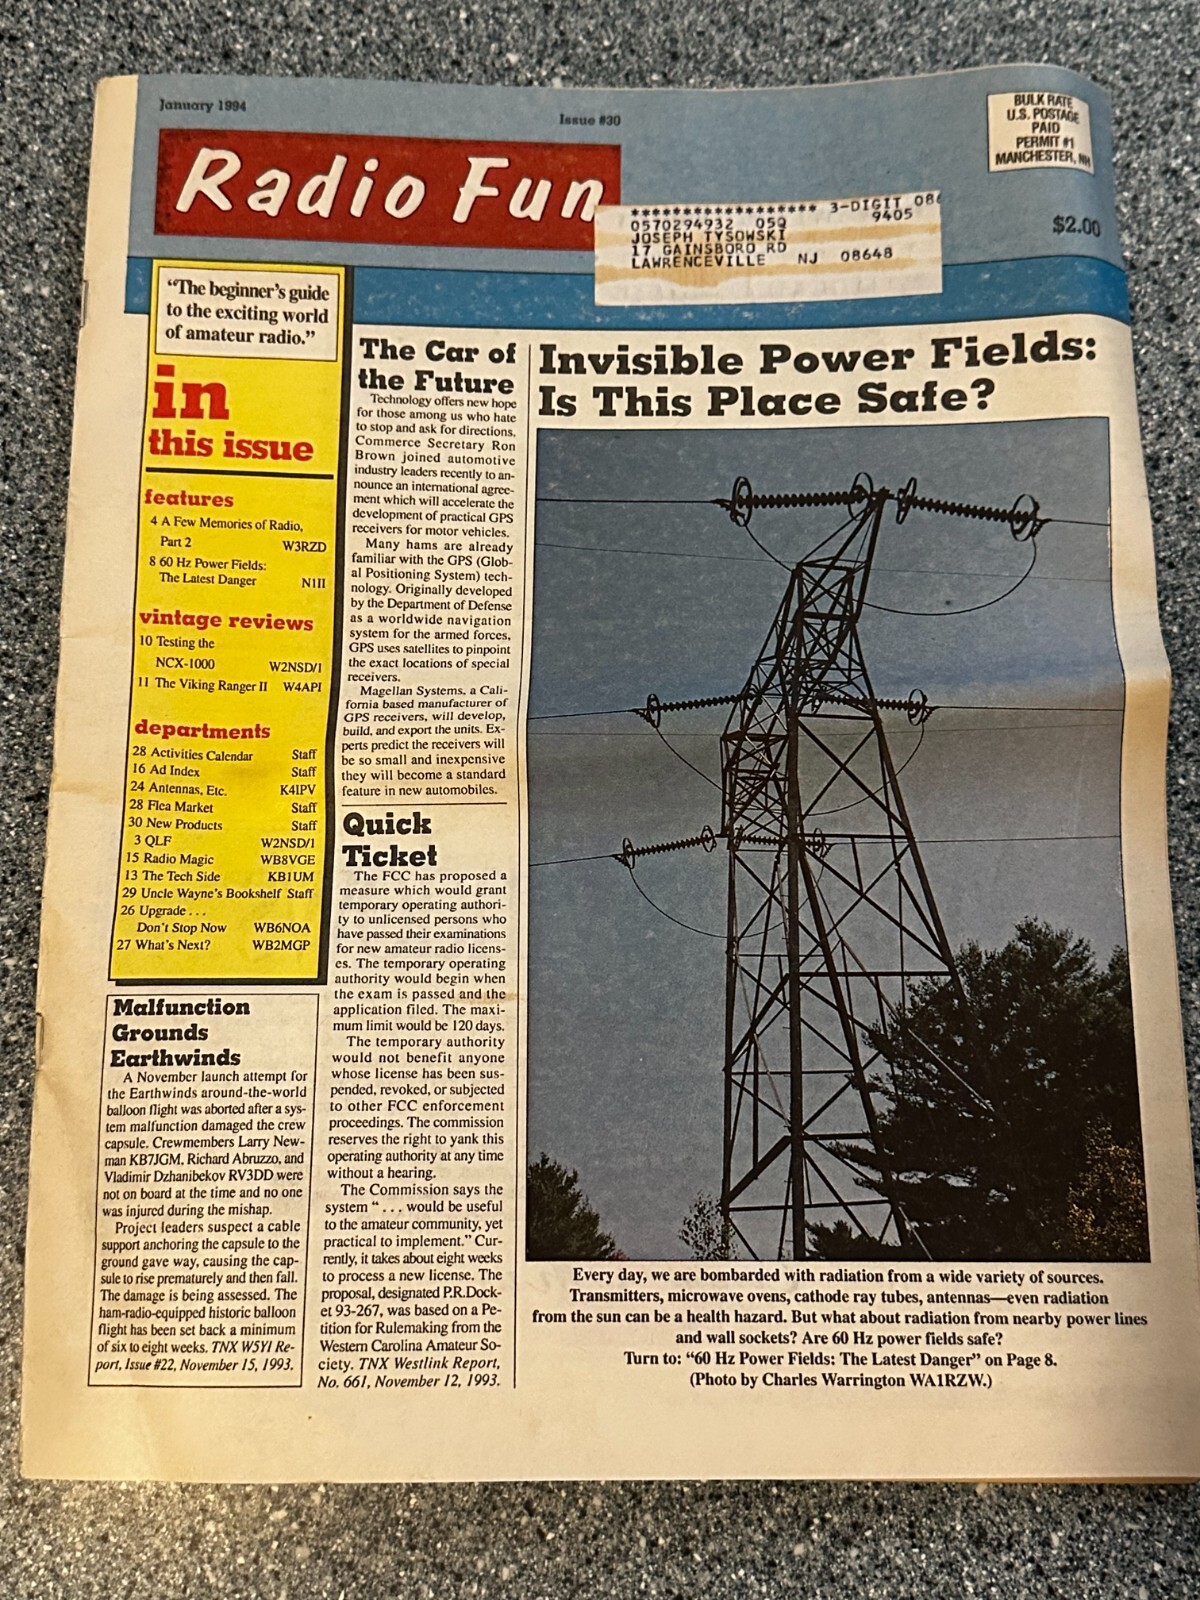 January 1994
Issue #30
BULK RATE
U.S. POSTAGE
PAID
PERMIT #1
MANCHESTER, NH
Radio Fun
****************** 3-DIGIT 086
0570294932 05Q 9405
JOSEPH TYSOWSKI
17 GAINSBORO RD
LAWRENCEVILLE NJ 08648
$2.00
"The beginner's guide
to the exciting world
of amateur radio."
in
this issue
features
4 A Few Memories of Radio,
Part 2 W3RZD
8 60 Hz Power Fields:
The Latest Danger N1II
vintage reviews
10 Testing the
NCX-1000 W2NSD/1
11 The Viking Ranger II W4API
departments
28 Activities Calendar Staff
16 Ad Index Staff
24 Antennas, Etc. K4IPV
28 Flea Market Staff
30 New Products Staff
3 QLF W2NSD/1
15 Radio Magic WB8VGE
13 The Tech Side KB1UM
29 Uncle Wayne's Bookshelf Staff
26 Upgrade . . .
Don't Stop Now WB6NOA
27 What's Next? WB2MGP
Malfunction
Grounds
Earthwinds
A November launch attempt for
the Earthwinds around-the-world
balloon flight was aborted after a sys-
tem malfunction damaged the crew
capsule. Crewmembers Larry New-
man KB7JGM, Richard Abruzzo, and
Vladimir Dzhanibekov RV3DD were
not on board at the time and no one
was injured during the mishap.
Project leaders suspect a cable
support anchoring the capsule to the
ground gave way, causing the cap-
sule to rise prematurely and then fall.
The damage is being assessed. The
ham-radio-equipped historic balloon
flight has been set back a minimum
of six to eight weeks. TNX W5YI Re-
port, Issue #22, November 15, 1993.
The Car of
the Future
Technology offers new hope
for those among us who hate
to stop and ask for directions.
Commerce Secretary Ron
Brown joined automotive
industry leaders recently to an-
nounce an international agree-
ment which will accelerate the
development of practical GPS
receivers for motor vehicles.
Many hams are already
familiar with the GPS (Glob-
al Positioning System) tech-
nology. Originally developed
by the Department of Defense
as a worldwide navigation
system for the armed forces,
GPS uses satellites to pinpoint
the exact locations of special
receivers.
Magellan Systems, a Cali-
fornia based manufacturer of
GPS receivers, will develop,
build, and export the units. Ex-
perts predict the receivers will
be so small and inexpensive
they will become a standard
feature in new automobiles.
Quick
Ticket
The FCC has proposed a
measure which would grant
temporary operating authori-
ty to unlicensed persons who
have passed their examinations
for new amateur radio licens-
es. The temporary operating
authority would begin when
the exam is passed and the
application filed. The maxi-
mum limit would be 120 days.
The temporary authority
would not benefit anyone
whose license has been sus-
pended, revoked, or subjected
to other FCC enforcement
proceedings. The commission
reserves the right to yank this
operating authority at any time
without a hearing.
The Commission says the
system ". . . would be useful
to the amateur community, yet
practical to implement." Cur-
rently, it takes about eight weeks
to process a new license. The
proposal, designated P.R.Dock-
et 93-267, was based on a Pe-
tition for Rulemaking from the
Western Carolina Amateur So-
ciety. TNX Westlink Report,
No. 661, November 12, 1993.
Invisible Power Fields:
Is This Place Safe?
Every day, we are bombarded with radiation from a wide variety of sources.
Transmitters, microwave ovens, cathode ray tubes, antennas—even radiation
from the sun can be a health hazard. But what about radiation from nearby power lines
and wall sockets? Are 60 Hz power fields safe?
Turn to: "60 Hz Power Fields: The Latest Danger" on Page 8.
(Photo by Charles Warrington WA1RZW.)